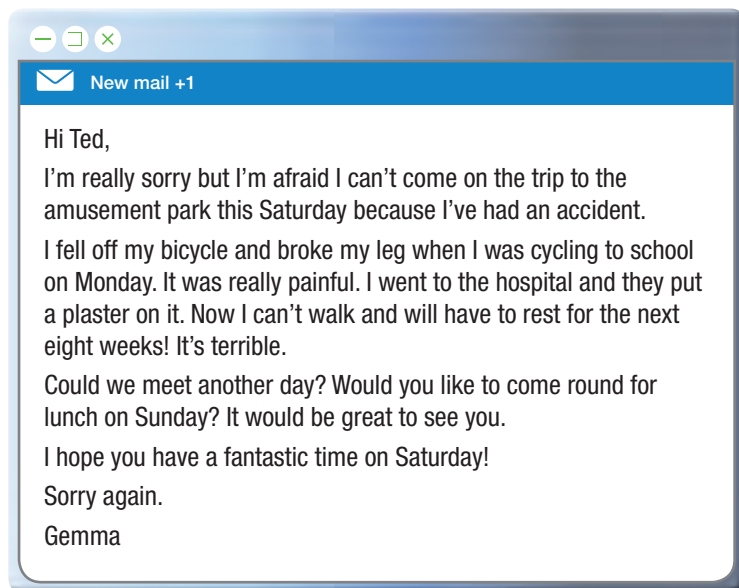 New mail +1
Hi Ted,
I'm really sorry but I'm afraid I can't come on the trip to the
amusement park this Saturday because I've had an accident.
I fell off my bicycle and broke my leg when I was cycling to school
on Monday. It was really painful. I went to the hospital and they put
a plaster on it. Now I can't walk and will have to rest for the next
eight weeks! It's terrible.
Could we meet another day? Would you like to come round for
lunch on Sunday? It would be great to see you.
I hope you have a fantastic time on Saturday!
Sorry again.
Gemma